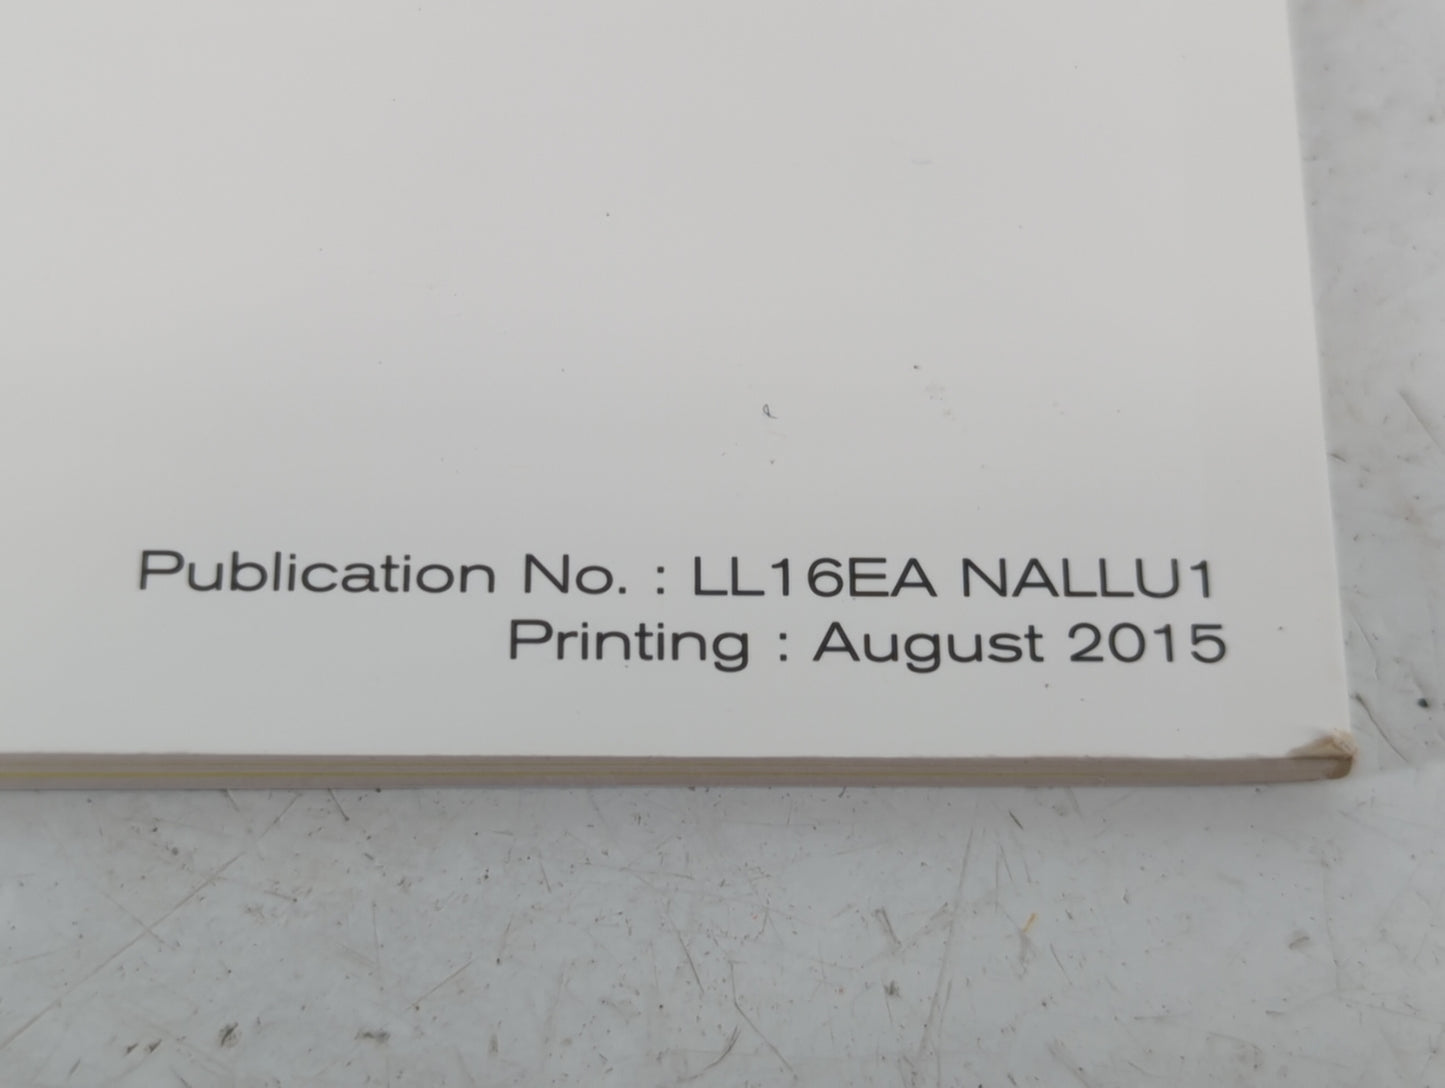 Publication No. : LL16EA NALLU1
Printing : August 2015